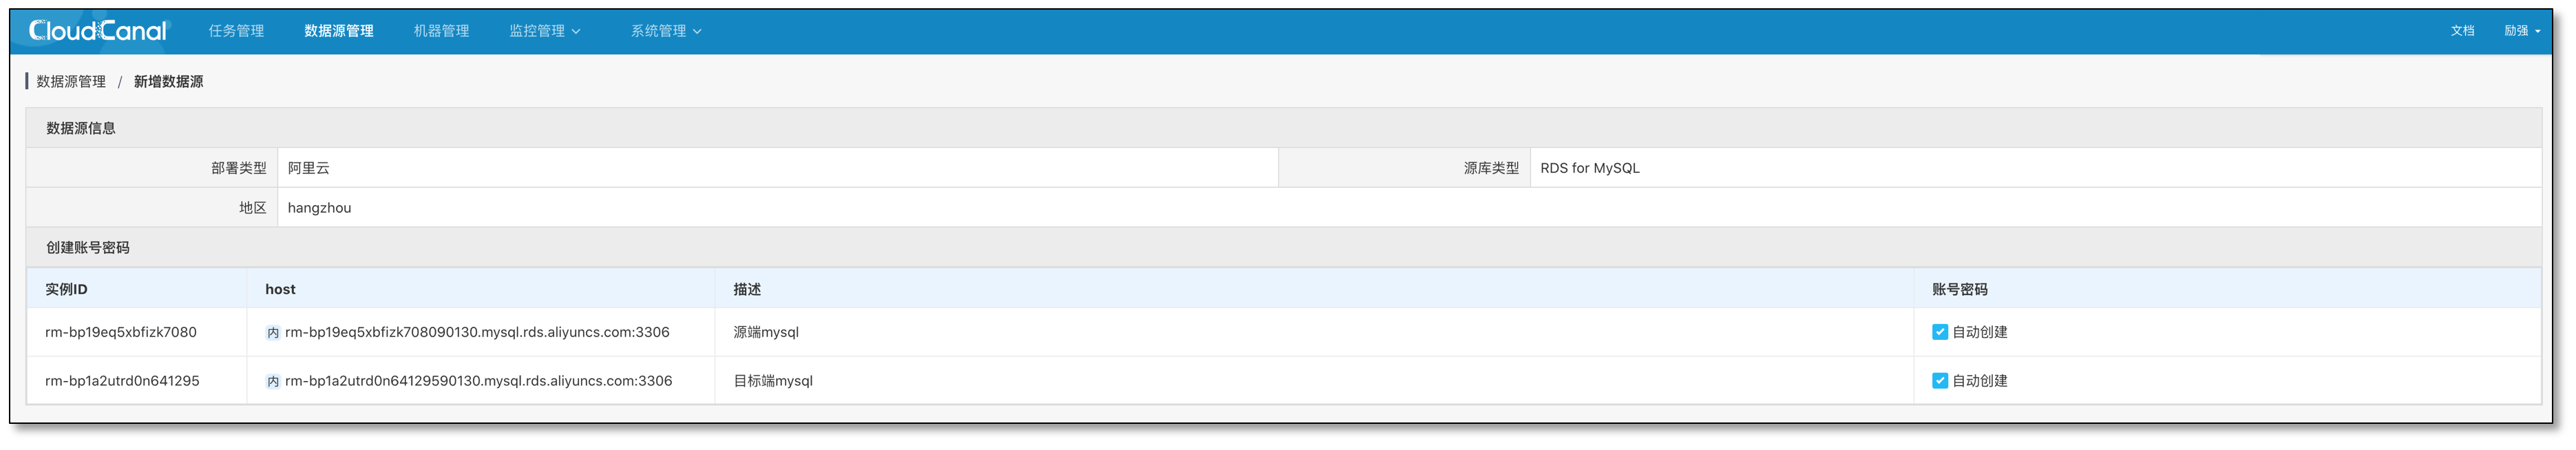 CloudCanal 任务管理 数据源管理 机器管理 监控管理 系统管理 文档 励强
数据源管理 / 新增数据源
数据源信息
部署类型 阿里云 源库类型 RDS for MySQL
地区 hangzhou
创建账号密码
实例ID host 描述 账号密码
rm-bp19eq5xbfizk7080 内 rm-bp19eq5xbfizk708090130.mysql.rds.aliyuncs.com:3306 源端mysql 自动创建
rm-bp1a2utrd0n641295 内 rm-bp1a2utrd0n64129590130.mysql.rds.aliyuncs.com:3306 目标端mysql 自动创建